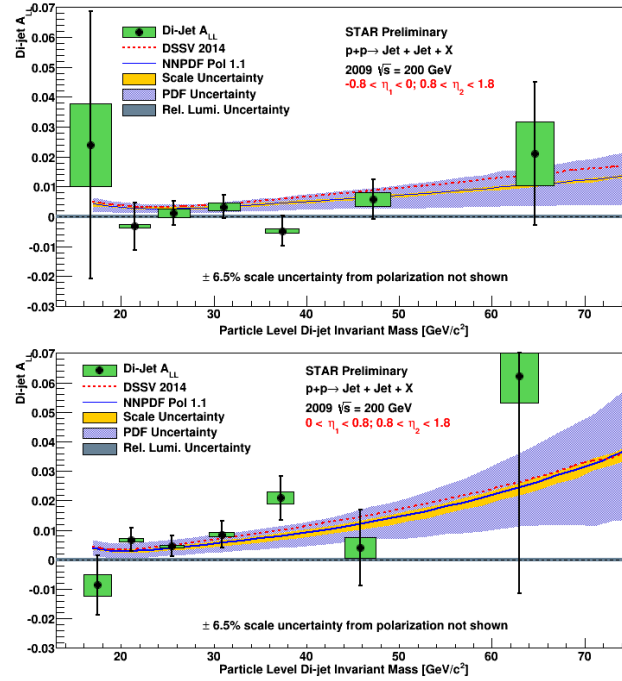 Di-jet A_LL
0.07
0.06
0.05
0.04
0.03
0.02
0.01
0
-0.01
-0.02
-0.03
Di-Jet A_LL
DSSV 2014
NNPDF Pol 1.1
Scale Uncertainty
PDF Uncertainty
Rel. Lumi. Uncertainty
STAR Preliminary
p+p→ Jet + Jet + X
2009 √s = 200 GeV
-0.8 < η_1 < 0; 0.8 < η_2 < 1.8
± 6.5% scale uncertainty from polarization not shown
20 30 40 50 60 70
Particle Level Di-jet Invariant Mass [GeV/c²]
Di-jet A_LL
0.07
0.06
0.05
0.04
0.03
0.02
0.01
0
-0.01
-0.02
-0.03
Di-Jet A_LL
DSSV 2014
NNPDF Pol 1.1
Scale Uncertainty
PDF Uncertainty
Rel. Lumi. Uncertainty
STAR Preliminary
p+p→ Jet + Jet + X
2009 √s = 200 GeV
0 < η_1 < 0.8; 0.8 < η_2 < 1.8
± 6.5% scale uncertainty from polarization not shown
20 30 40 50 60 70
Particle Level Di-jet Invariant Mass [GeV/c²]